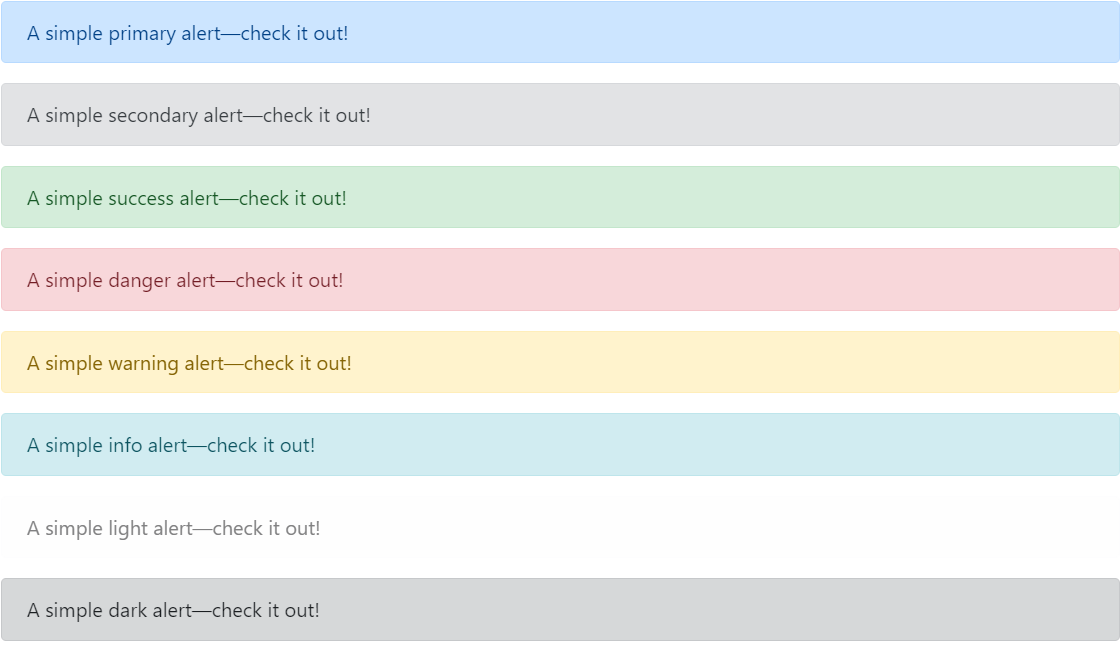 A simple primary alert—check it out!
A simple secondary alert—check it out!
A simple success alert—check it out!
A simple danger alert—check it out!
A simple warning alert—check it out!
A simple info alert—check it out!
A simple light alert—check it out!
A simple dark alert—check it out!